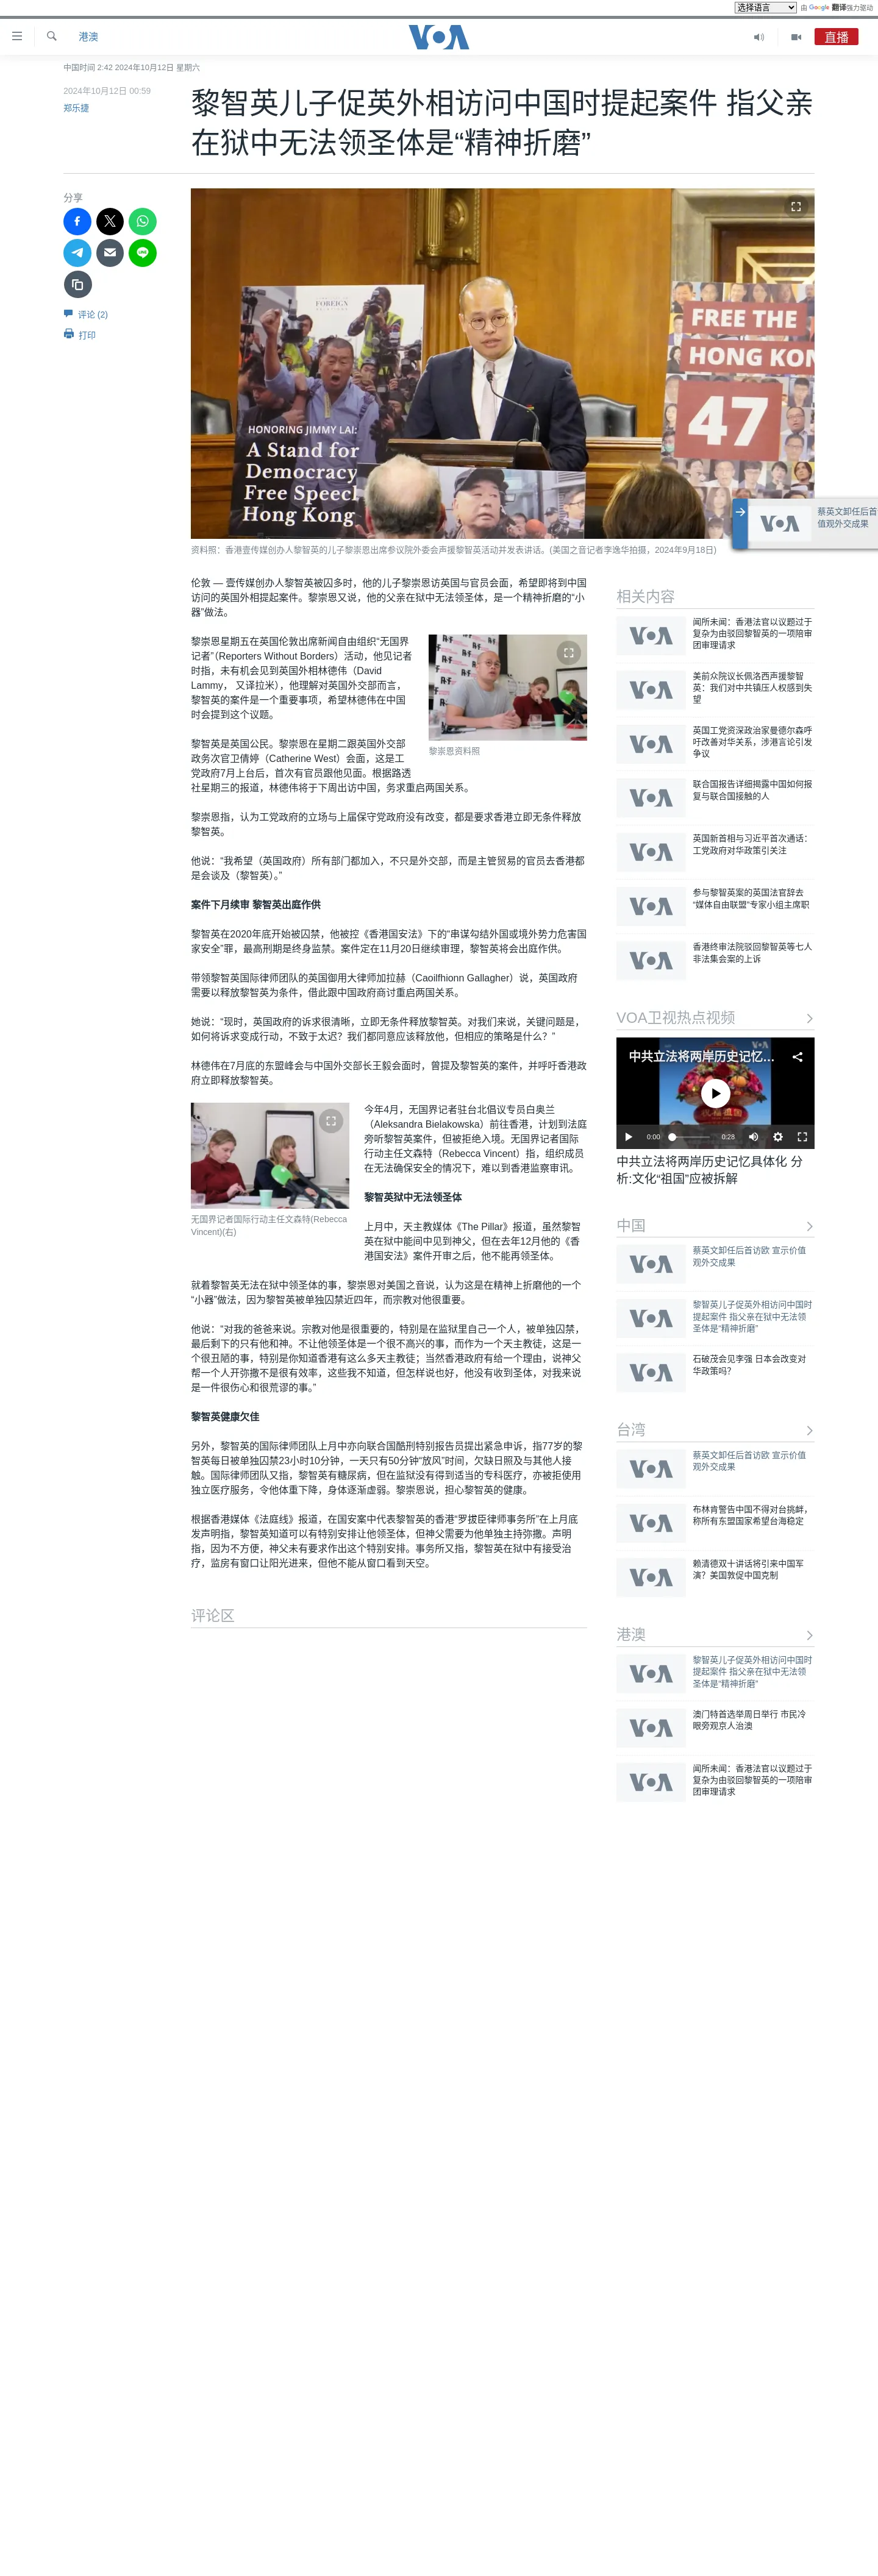 选择语言 由 Google 翻译强力驱动
港澳
VOA
直播
中国时间 2:42 2024年10月12日 星期六
2024年10月12日 00:59
郑乐捷
黎智英儿子促英外相访问中国时提起案件 指父亲
在狱中无法领圣体是“精神折磨”
分享
评论 (2)
打印
FOREIGN
HONORING JIMMY LAI:
A Stand for
Democracy
Free Speech
Hong Kong
FREE THE
HONG KON
47
资料照：香港壹传媒创办人黎智英的儿子黎崇恩出席参议院外委会声援黎智英活动并发表讲话。(美国之音记者李逸华拍摄，2024年9月18日)
VOA
蔡英文卸任后首
值观外交成果
伦敦 — 壹传媒创办人黎智英被囚多时，他的儿子黎崇恩访英国与官员会面，希望即将到中国
访问的英国外相提起案件。黎崇恩又说，他的父亲在狱中无法领圣体，是一个精神折磨的“小
器”做法。
黎崇恩星期五在英国伦敦出席新闻自由组织“无国界
记者”（Reporters Without Borders）活动，他见记者
时指，未有机会见到英国外相林德伟（David
Lammy， 又译拉米），他理解对英国外交部而言，
黎智英的案件是一个重要事项，希望林德伟在中国
时会提到这个议题。
黎崇恩资料照
黎智英是英国公民。黎崇恩在星期二跟英国外交部
政务次官卫倩婷（Catherine West）会面，这是工
党政府7月上台后，首次有官员跟他见面。根据路透
社星期三的报道，林德伟将于下周出访中国，务求重启两国关系。
黎崇恩指，认为工党政府的立场与上届保守党政府没有改变，都是要求香港立即无条件释放
黎智英。
他说：“我希望（英国政府）所有部门都加入，不只是外交部，而是主管贸易的官员去香港都
是会谈及（黎智英）。”
案件下月续审 黎智英出庭作供
黎智英在2020年底开始被囚禁，他被控《香港国安法》下的“串谋勾结外国或境外势力危害国
家安全”罪，最高刑期是终身监禁。案件定在11月20日继续审理，黎智英将会出庭作供。
带领黎智英国际律师团队的英国御用大律师加拉赫（Caoilfhionn Gallagher）说，英国政府
需要以释放黎智英为条件，借此跟中国政府商讨重启两国关系。
她说：“现时，英国政府的诉求很清晰，立即无条件释放黎智英。对我们来说，关键问题是，
如何将诉求变成行动，不致于太迟？我们都同意应该释放他，但相应的策略是什么？”
林德伟在7月底的东盟峰会与中国外交部长王毅会面时，曾提及黎智英的案件，并呼吁香港政
府立即释放黎智英。
今年4月，无国界记者驻台北倡议专员白奥兰
（Aleksandra Bielakowska）前往香港，计划到法庭
旁听黎智英案件，但被拒绝入境。无国界记者国际
行动主任文森特（Rebecca Vincent）指，组织成员
在无法确保安全的情况下，难以到香港监察审讯。
无国界记者国际行动主任文森特(Rebecca
Vincent)(右)
黎智英狱中无法领圣体
上月中，天主教媒体《The Pillar》报道，虽然黎智
英在狱中能间中见到神父，但在去年12月他的《香
港国安法》案件开审之后，他不能再领圣体。
就着黎智英无法在狱中领圣体的事，黎崇恩对美国之音说，认为这是在精神上折磨他的一个
“小器”做法，因为黎智英被单独囚禁近四年，而宗教对他很重要。
他说：“对我的爸爸来说。宗教对他是很重要的，特别是在监狱里自己一个人，被单独囚禁，
最后剩下的只有他和神。不让他领圣体是一个很不高兴的事，而作为一个天主教徒，这是一
个很丑陋的事，特别是你知道香港有这么多天主教徒；当然香港政府有给一个理由，说神父
帮一个人开弥撒不是很有效率，这些我不知道，但怎样说也好，他没有收到圣体，对我来说
是一件很伤心和很荒谬的事。”
黎智英健康欠佳
另外，黎智英的国际律师团队上月中亦向联合国酷刑特别报告员提出紧急申诉，指77岁的黎
智英每日被单独囚禁23小时10分钟，一天只有50分钟“放风”时间，欠缺日照及与其他人接
触。国际律师团队又指，黎智英有糖尿病，但在监狱没有得到适当的专科医疗，亦被拒使用
独立医疗服务，令他体重下降，身体逐渐虚弱。黎崇恩说，担心黎智英的健康。
根据香港媒体《法庭线》报道，在国安案中代表黎智英的香港“罗拔臣律师事务所”在上月底
发声明指，黎智英知道可以有特别安排让他领圣体，但神父需要为他单独主持弥撒。声明
指，因为不方便，神父未有要求作出这个特别安排。事务所又指，黎智英在狱中有接受治
疗，监房有窗口让阳光进来，但他不能从窗口看到天空。
评论区
相关内容
VOA
闻所未闻：香港法官以议题过于
复杂为由驳回黎智英的一项陪审
团审理请求
VOA
美前众院议长佩洛西声援黎智
英：我们对中共镇压人权感到失
望
VOA
英国工党资深政治家曼德尔森呼
吁改善对华关系，涉港言论引发
争议
VOA
联合国报告详细揭露中国如何报
复与联合国接触的人
VOA
英国新首相与习近平首次通话：
工党政府对华政策引关注
VOA
参与黎智英案的英国法官辞去
“媒体自由联盟”专家小组主席职
VOA
香港终审法院驳回黎智英等七人
非法集会案的上诉
VOA卫视热点视频
中共立法将两岸历史记忆…
0:00 0:28
中共立法将两岸历史记忆具体化 分
析:文化“祖国”应被拆解
中国
VOA
蔡英文卸任后首访欧 宣示价值
观外交成果
VOA
黎智英儿子促英外相访问中国时
提起案件 指父亲在狱中无法领
圣体是“精神折磨”
VOA
石破茂会见李强 日本会改变对
华政策吗？
台湾
VOA
蔡英文卸任后首访欧 宣示价值
观外交成果
VOA
布林肯警告中国不得对台挑衅，
称所有东盟国家希望台海稳定
VOA
赖清德双十讲话将引来中国军
演？美国敦促中国克制
港澳
VOA
黎智英儿子促英外相访问中国时
提起案件 指父亲在狱中无法领
圣体是“精神折磨”
VOA
澳门特首选举周日举行 市民冷
眼旁观京人治澳
VOA
闻所未闻：香港法官以议题过于
复杂为由驳回黎智英的一项陪审
团审理请求